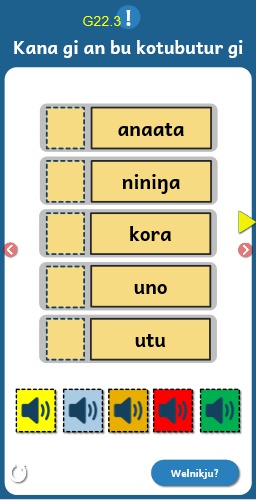 G22.3 !
Kana gi an bu kotubutur gi
anaata
niniŋa
kora
uno
utu
Welnikju?